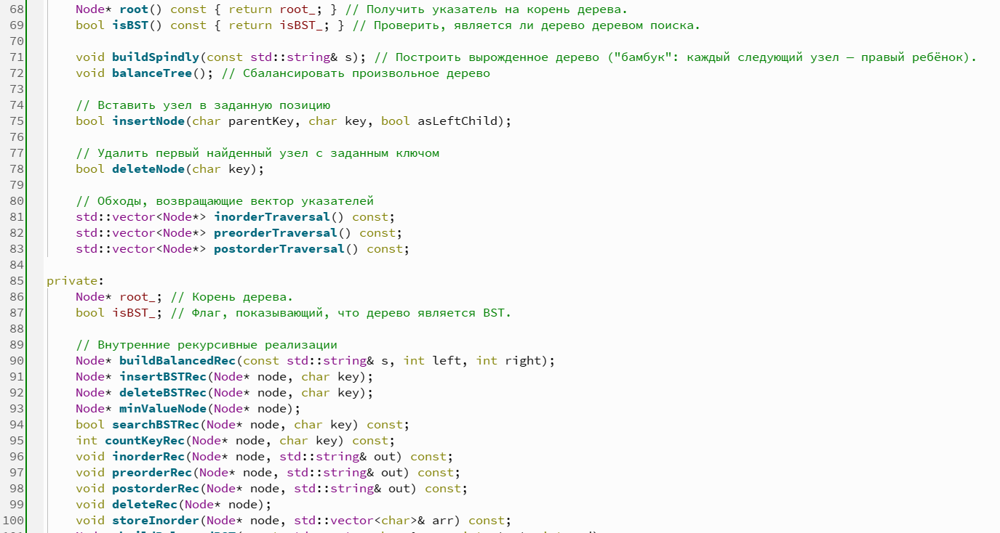 68 Node* root() const { return root_; } // Получить указатель на корень дерева.
69 bool isBST() const { return isBST_; } // Проверить, является ли дерево деревом поиска.
70
71 void buildSpindly(const std::string& s); // Построить вырожденное дерево ("бамбук": каждый следующий узел — правый ребёнок).
72 void balanceTree(); // Сбалансировать произвольное дерево
73
74 // Вставить узел в заданную позицию
75 bool insertNode(char parentKey, char key, bool asLeftChild);
76
77 // Удалить первый найденный узел с заданным ключом
78 bool deleteNode(char key);
79
80 // Обходы, возвращающие вектор указателей
81 std::vector<Node*> inorderTraversal() const;
82 std::vector<Node*> preorderTraversal() const;
83 std::vector<Node*> postorderTraversal() const;
84
85 private:
86 Node* root_; // Корень дерева.
87 bool isBST_; // Флаг, показывающий, что дерево является BST.
88
89 // Внутренние рекурсивные реализации
90 Node* buildBalancedRec(const std::string& s, int left, int right);
91 Node* insertBSTRec(Node* node, char key);
92 Node* deleteBSTRec(Node* node, char key);
93 Node* minValueNode(Node* node);
94 bool searchBSTRec(Node* node, char key) const;
95 int countKeyRec(Node* node, char key) const;
96 void inorderRec(Node* node, std::string& out) const;
97 void preorderRec(Node* node, std::string& out) const;
98 void postorderRec(Node* node, std::string& out) const;
99 void deleteRec(Node* node);
100 void storeInorder(Node* node, std::vector<char>& arr) const;